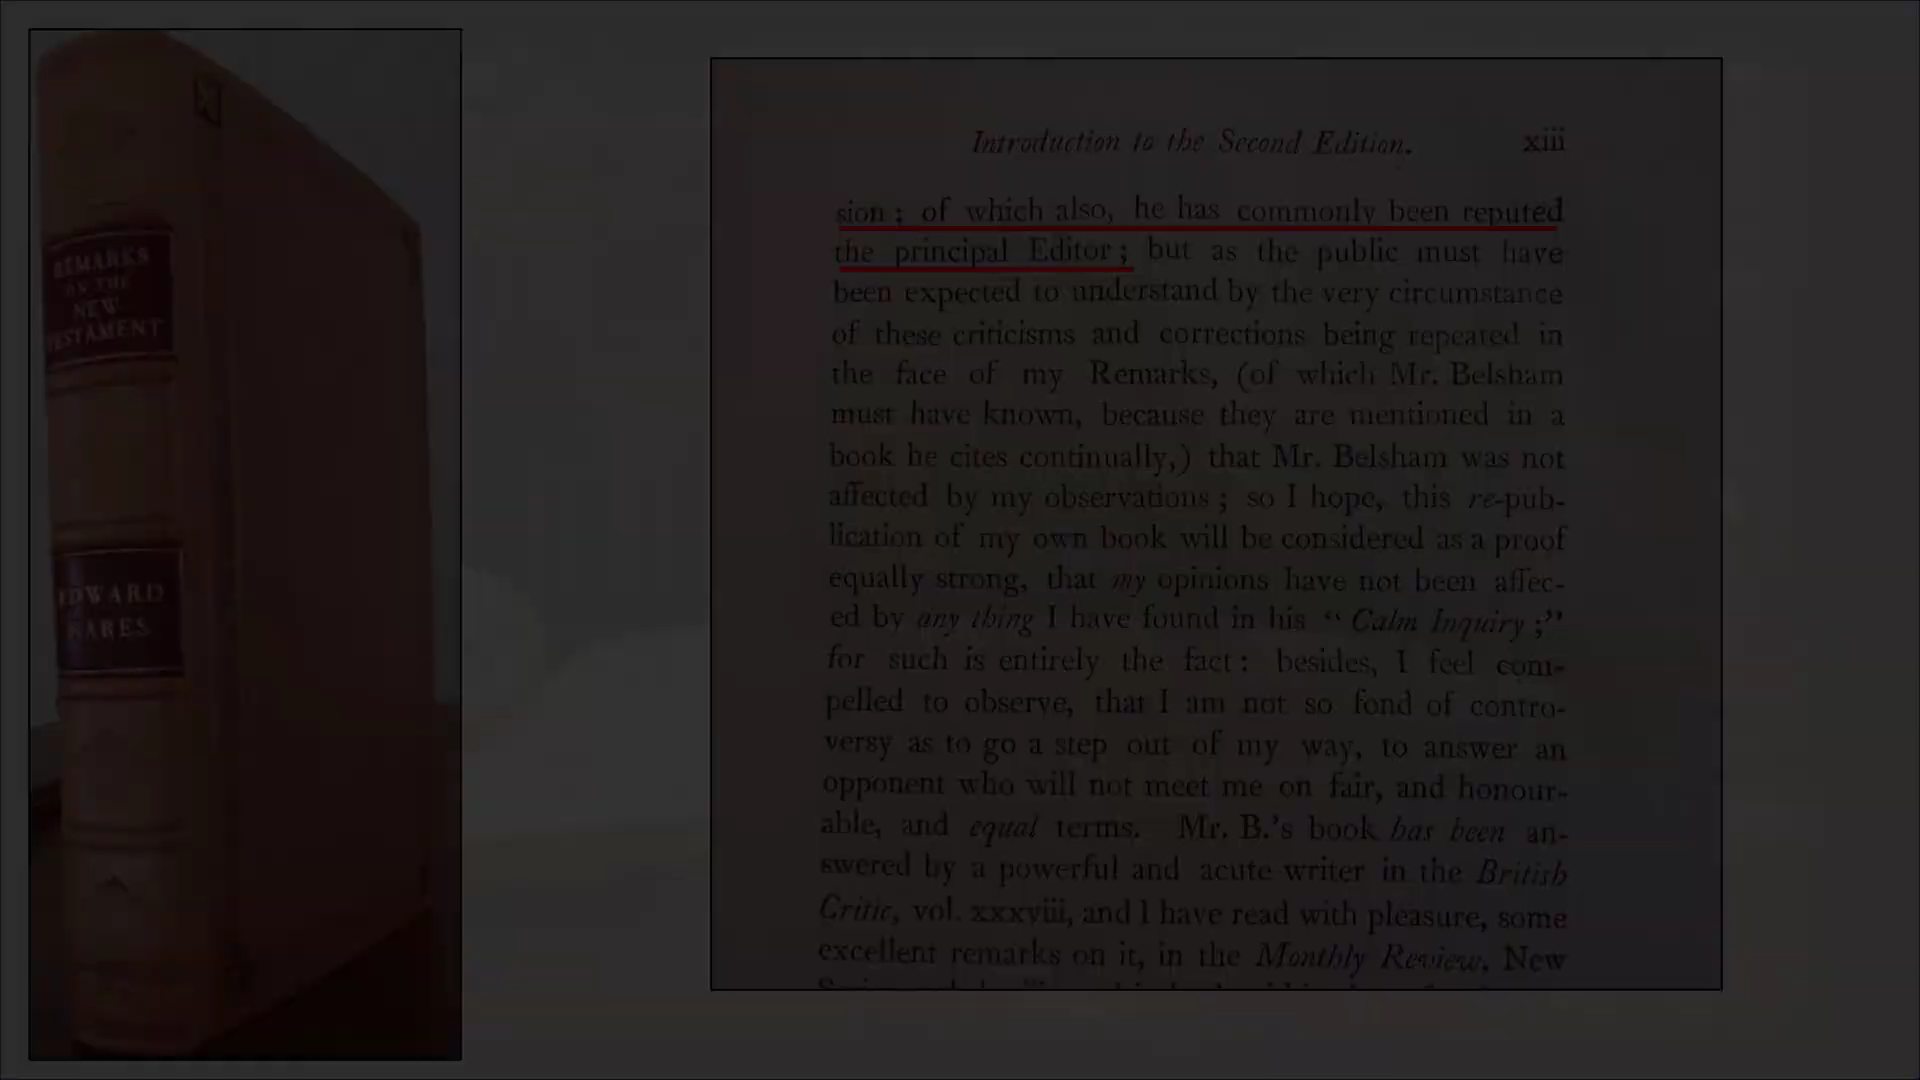 REMARKS
ON THE
NEW
TESTAMENT
EDWARD
NARES
Introduction to the Second Edition. xiii
sion ; of which also, he has commonly been reputed
the principal Editor ; but as the public must have
been expected to understand by the very circumstance
of these criticisms and corrections being repeated in
the face of my Remarks, (of which Mr. Belsham
must have known, because they are mentioned in a
book he cites continually,) that Mr. Belsham was not
affected by my observations ; so I hope, this re-pub-
lication of my own book will be considered as a proof
equally strong, that my opinions have not been affec-
ed by any thing I have found in his “ Calm Inquiry ;”
for such is entirely the fact : besides, I feel com-
pelled to observe, that I am not so fond of contro-
versy as to go a step out of my way, to answer an
opponent who will not meet me on fair, and honour-
able, and equal terms. Mr. B.’s book has been an-
swered by a powerful and acute writer in the British
Critic, vol. xxxviii, and I have read with pleasure, some
excellent remarks on it, in the Monthly Review. New